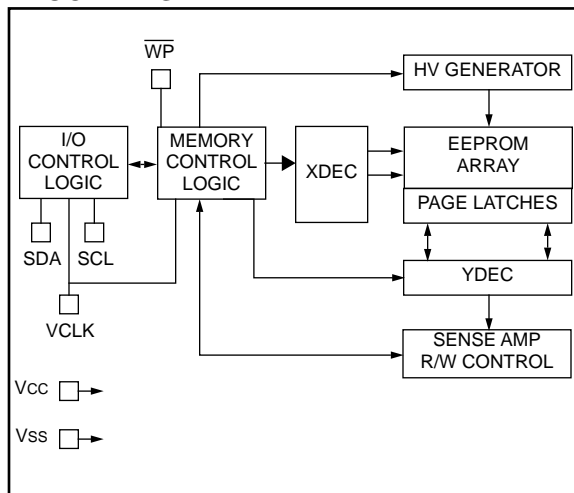 WP
HV GENERATOR
I/O
CONTROL
LOGIC
MEMORY
CONTROL
LOGIC
XDEC
EEPROM
ARRAY
PAGE LATCHES
SDA
SCL
YDEC
VCLK
SENSE AMP
R/W CONTROL
VCC
VSS